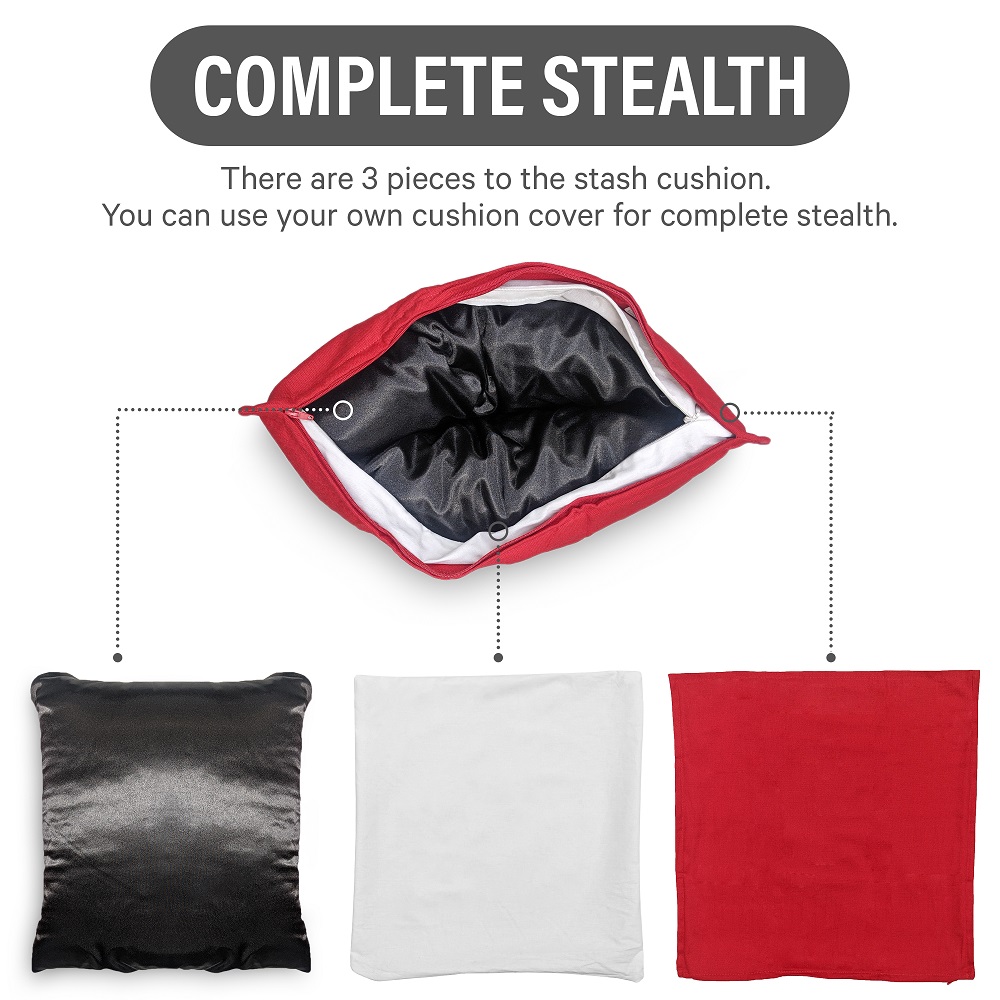 COMPLETE STEALTH
There are 3 pieces to the stash cushion.
You can use your own cushion cover for complete stealth.